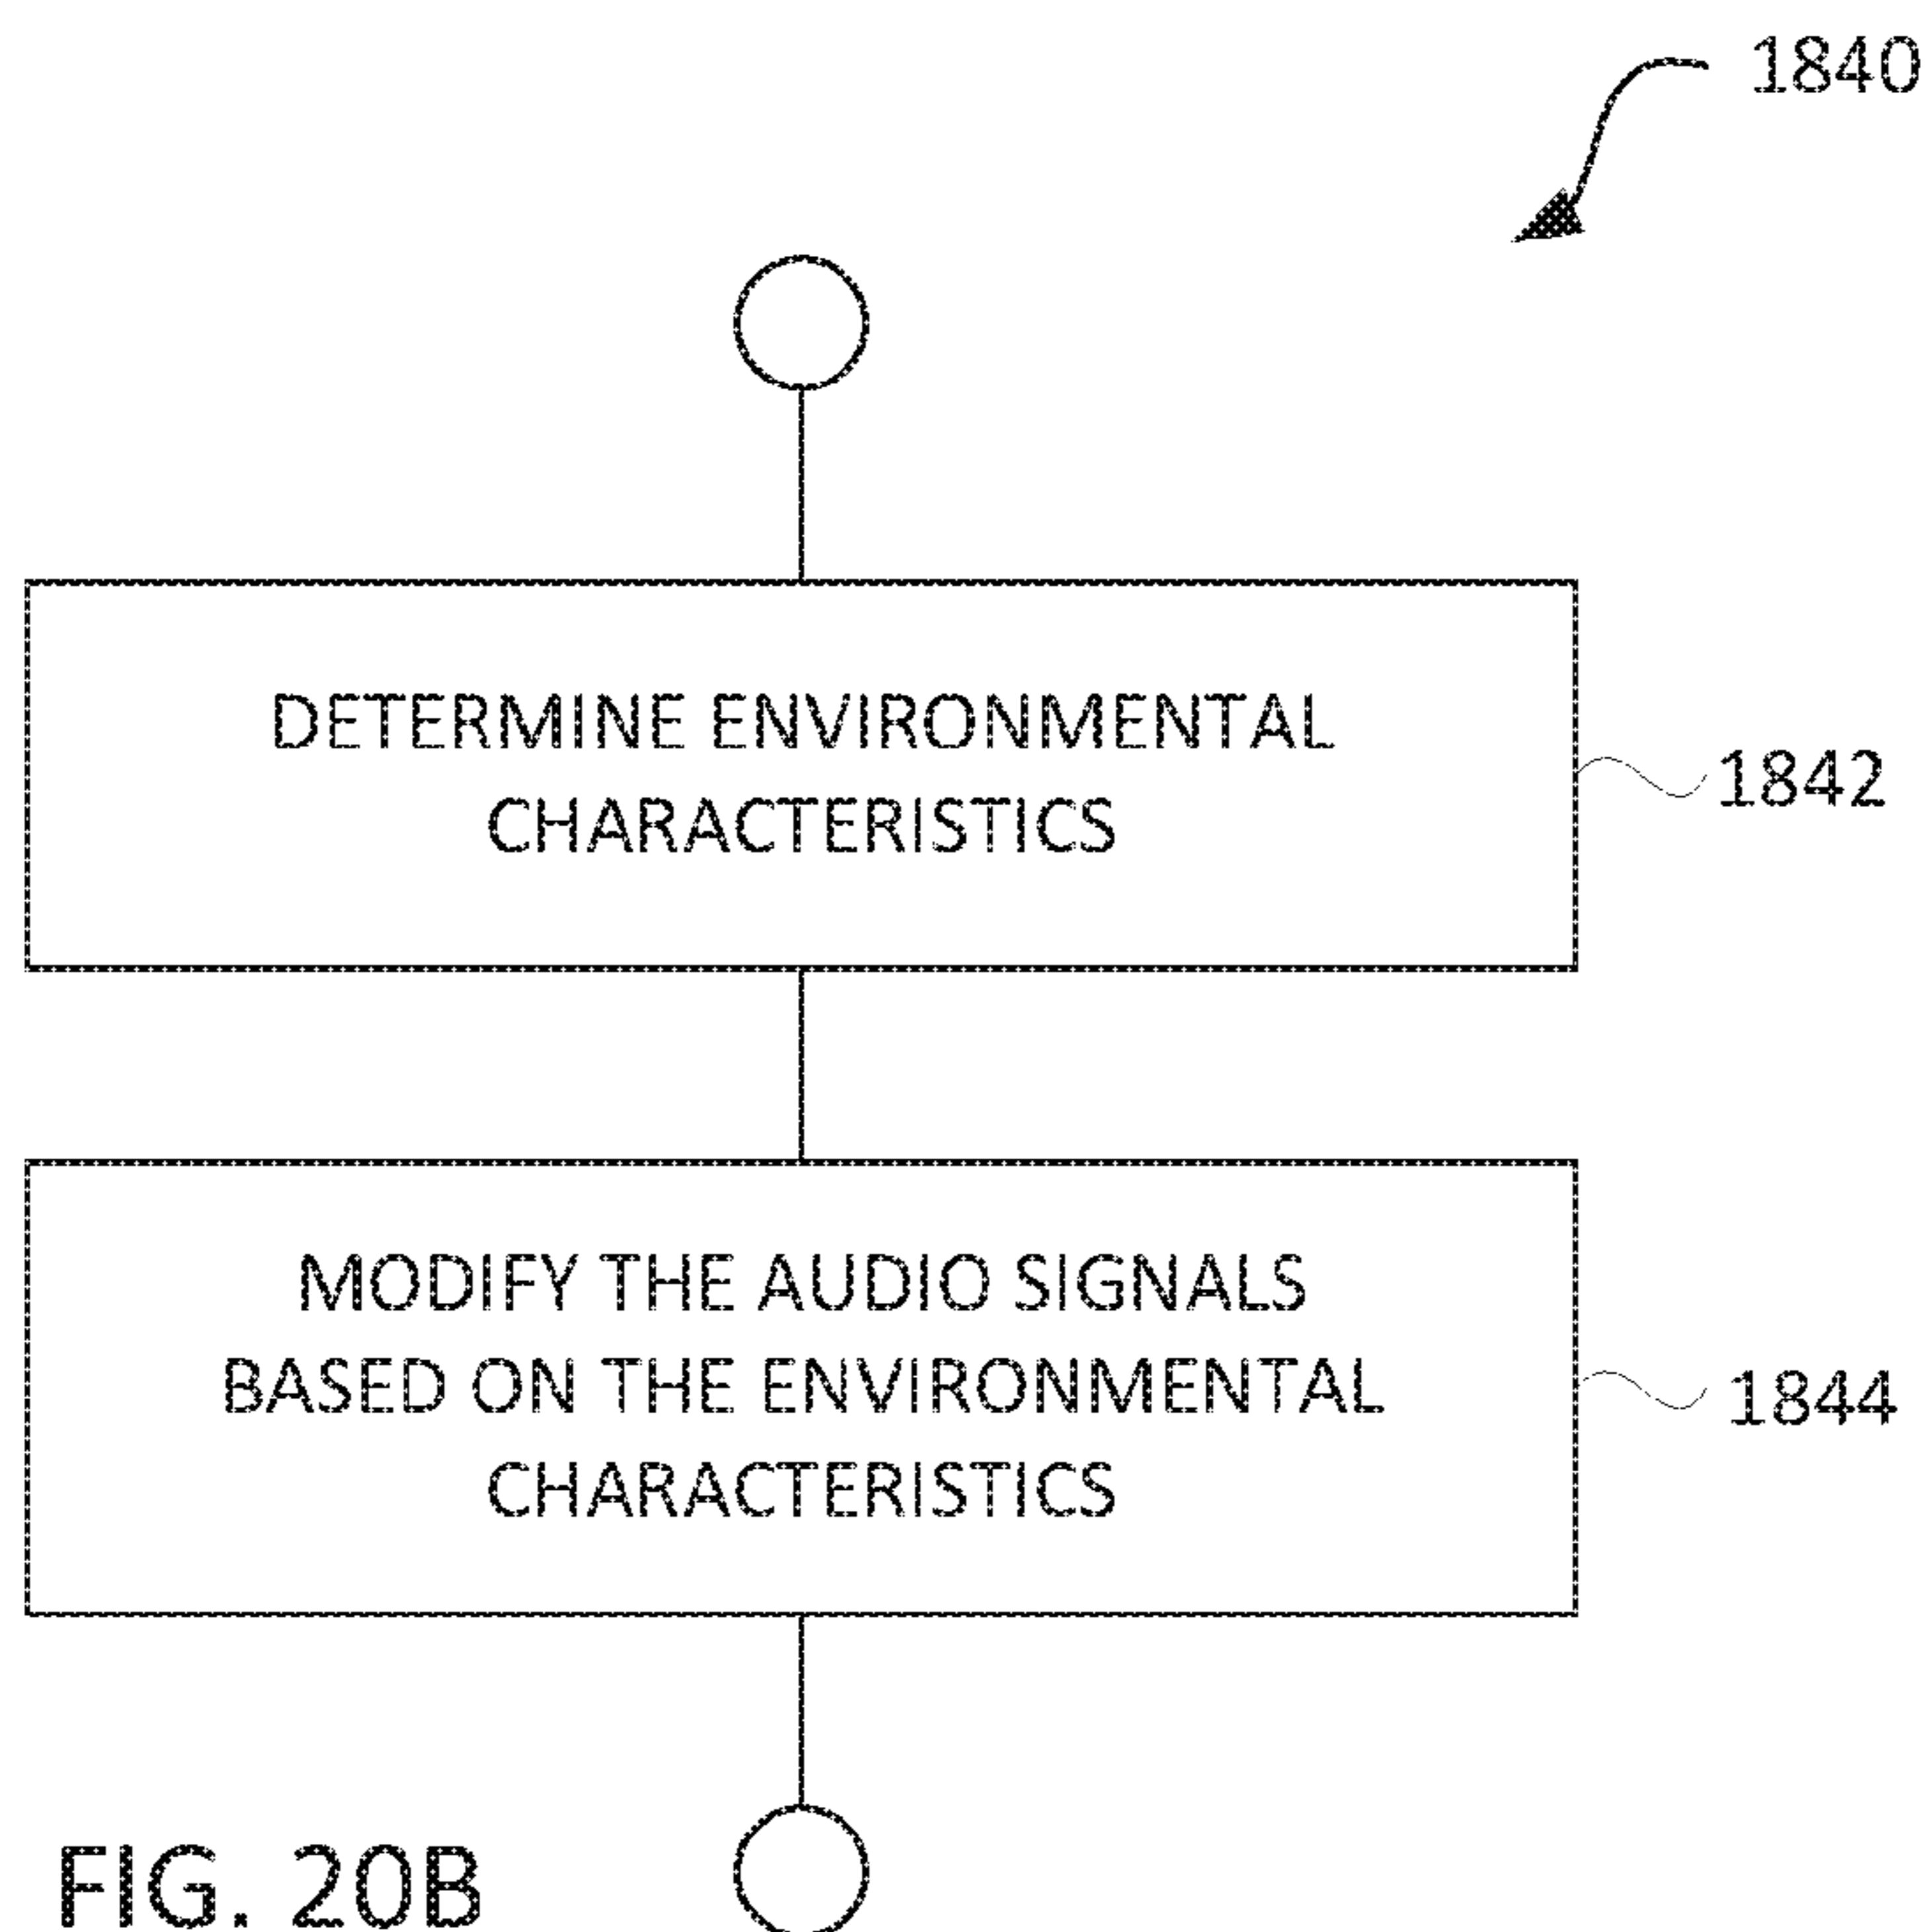 1840
DETERMINE ENVIRONMENTAL
CHARACTERISTICS
1842
MODIFY THE AUDIO SIGNALS
BASED ON THE ENVIRONMENTAL
CHARACTERISTICS
1844
FIG. 20B